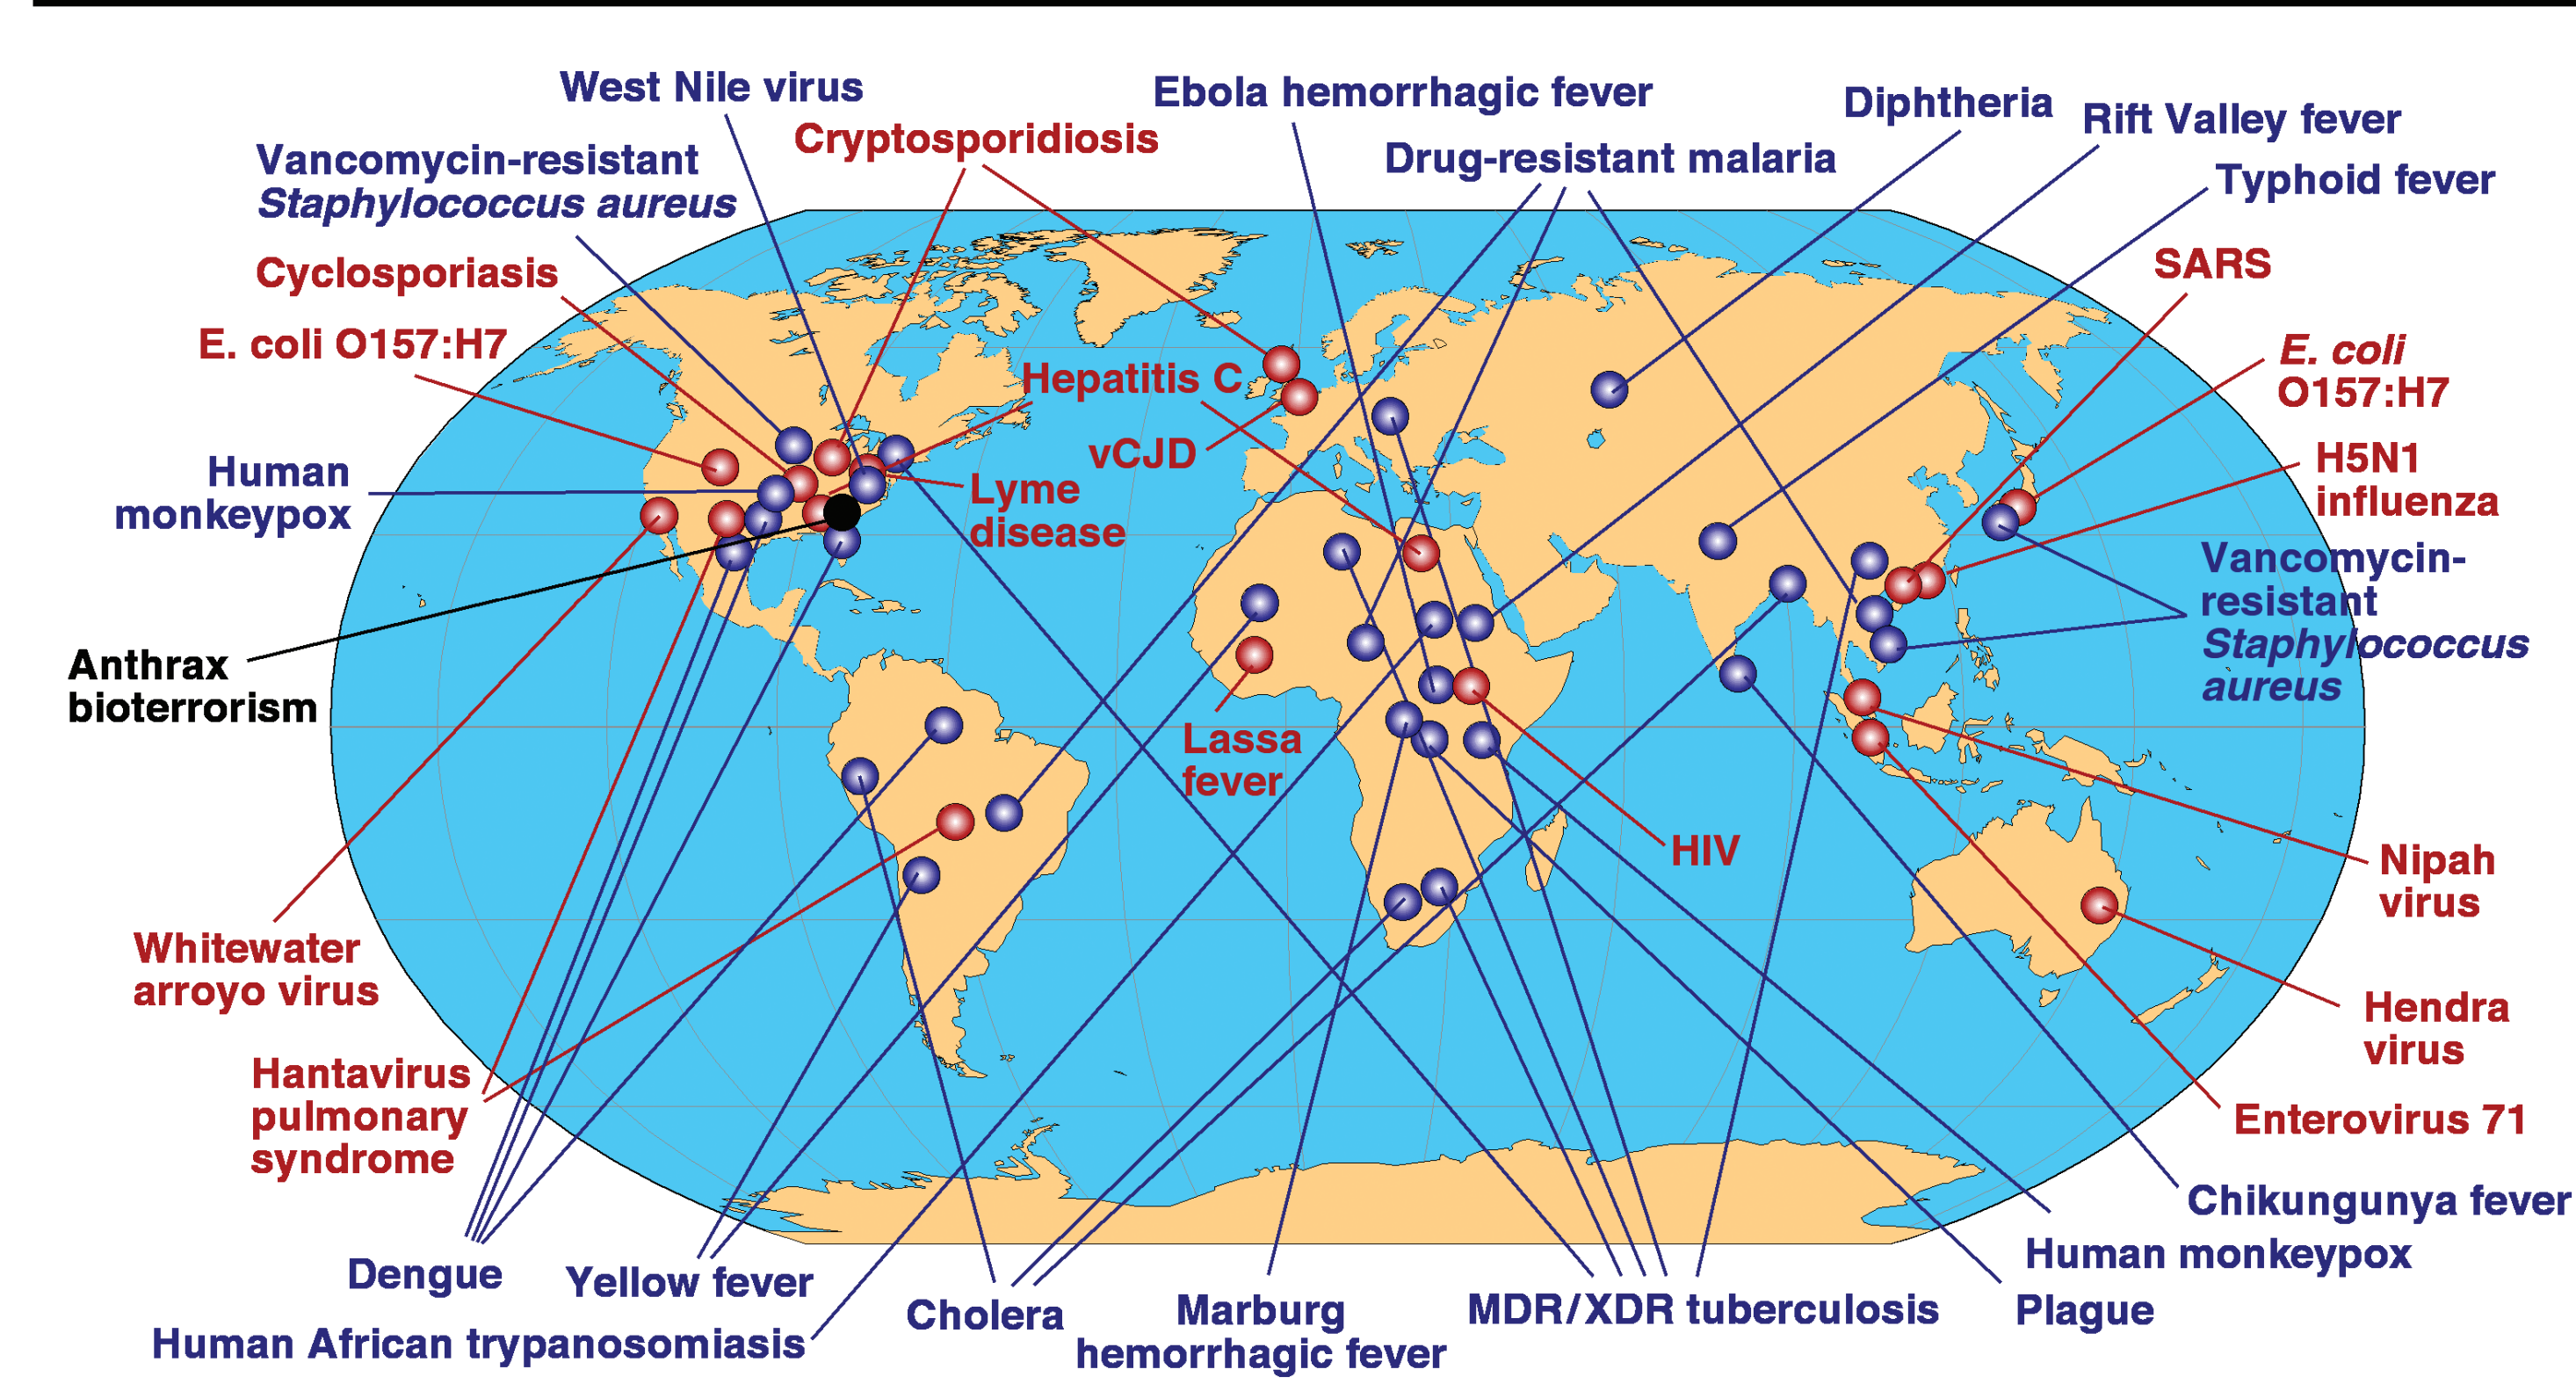 West Nile virus
Ebola hemorrhagic fever
Diphtheria
Rift Valley fever
Cryptosporidiosis
Vancomycin-resistant
Staphylococcus aureus
Drug-resistant malaria
Typhoid fever
Cyclosporiasis
SARS
E. coli O157:H7
E. coli
O157:H7
Hepatitis C
vCJD
Human
monkeypox
H5N1
influenza
Lyme
disease
Vancomycin-
resistant
Staphylococcus
aureus
Anthrax
bioterrorism
Lassa
fever
HIV
Nipah
virus
Whitewater
arroyo virus
Hendra
virus
Hantavirus
pulmonary
syndrome
Enterovirus 71
Chikungunya fever
Human monkeypox
Dengue
Yellow fever
Cholera
Marburg
hemorrhagic fever
MDR/XDR tuberculosis
Plague
Human African trypanosomiasis